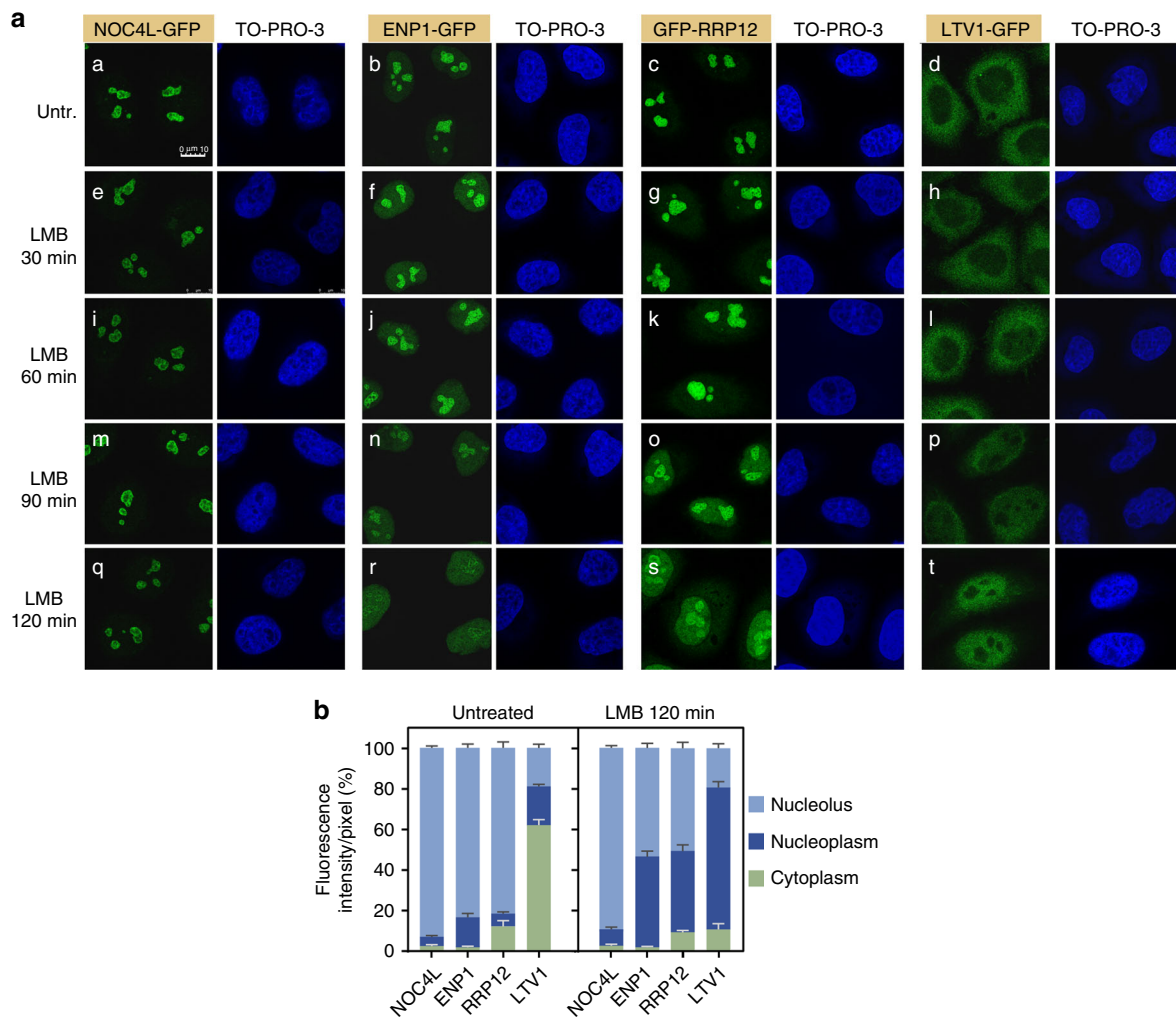 a
NOC4L-GFP TO-PRO-3 ENP1-GFP TO-PRO-3 GFP-RRP12 TO-PRO-3 LTV1-GFP TO-PRO-3
Untr.
a b c d
0 µm 10
LMB
30 min
e f g h
LMB
60 min
i j k l
LMB
90 min
m n o p
LMB
120 min
q r s t
b
Untreated LMB 120 min
Fluorescence
intensity/pixel (%)
100
80
60
40
20
0
NOC4L ENP1 RRP12 LTV1 NOC4L ENP1 RRP12 LTV1
Nucleolus
Nucleoplasm
Cytoplasm